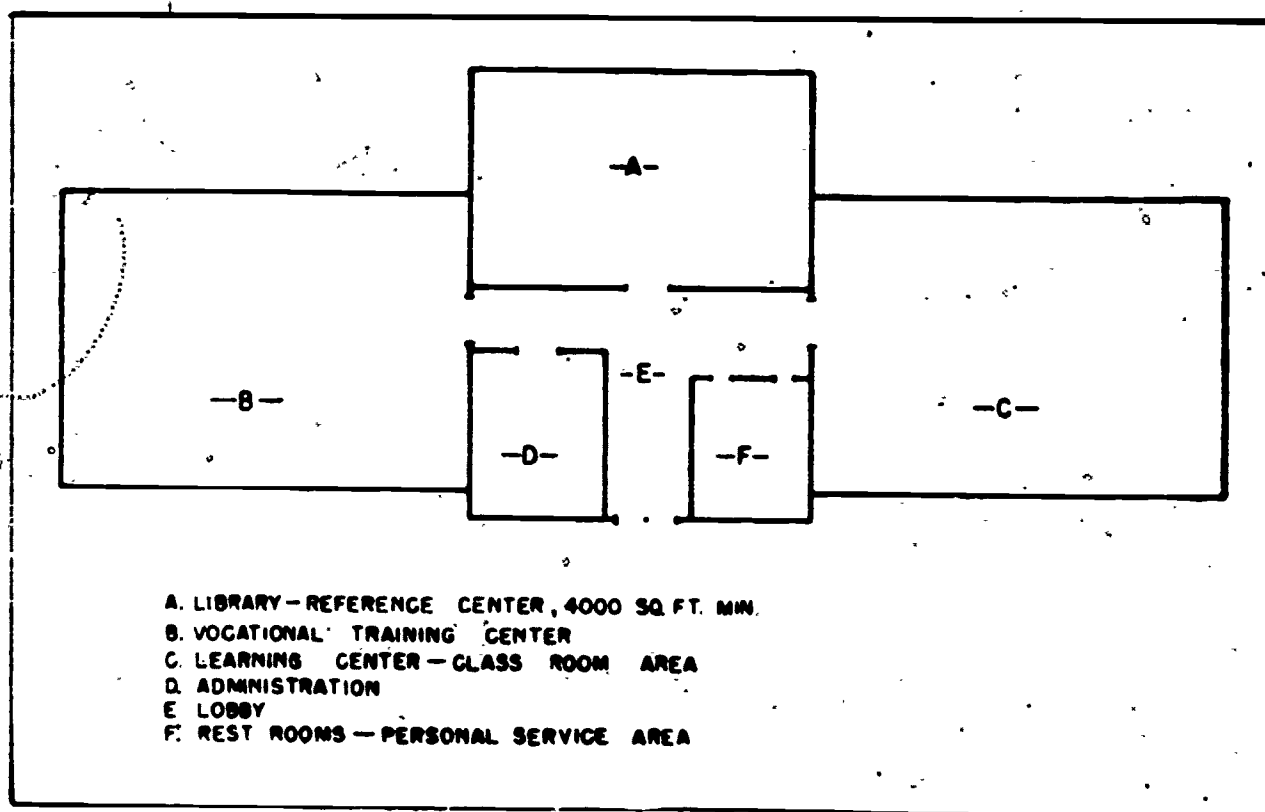 —A—
—B—
—E—
—C—
—D—
—F—
A. LIBRARY—REFERENCE CENTER, 4000 SQ. FT. MIN.
B. VOCATIONAL TRAINING CENTER
C. LEARNING CENTER—CLASS ROOM AREA
D. ADMINISTRATION
E LOBBY
F. REST ROOMS—PERSONAL SERVICE AREA